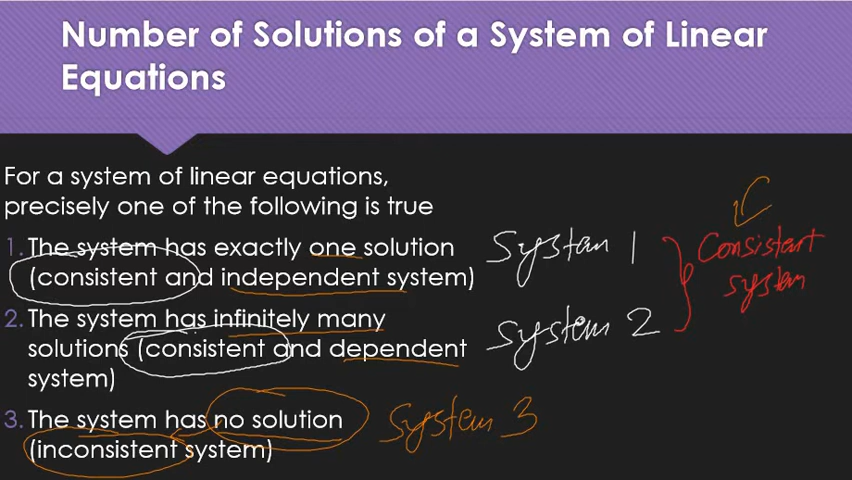 Number of Solutions of a System of Linear
Equations
For a system of linear equations,
precisely one of the following is true
1. The system has exactly one solution
(consistent and independent system)
System 1
Consistent
system
2. The system has infinitely many
solutions (consistent and dependent
system)
System 2
3. The system has no solution
(inconsistent system)
System 3